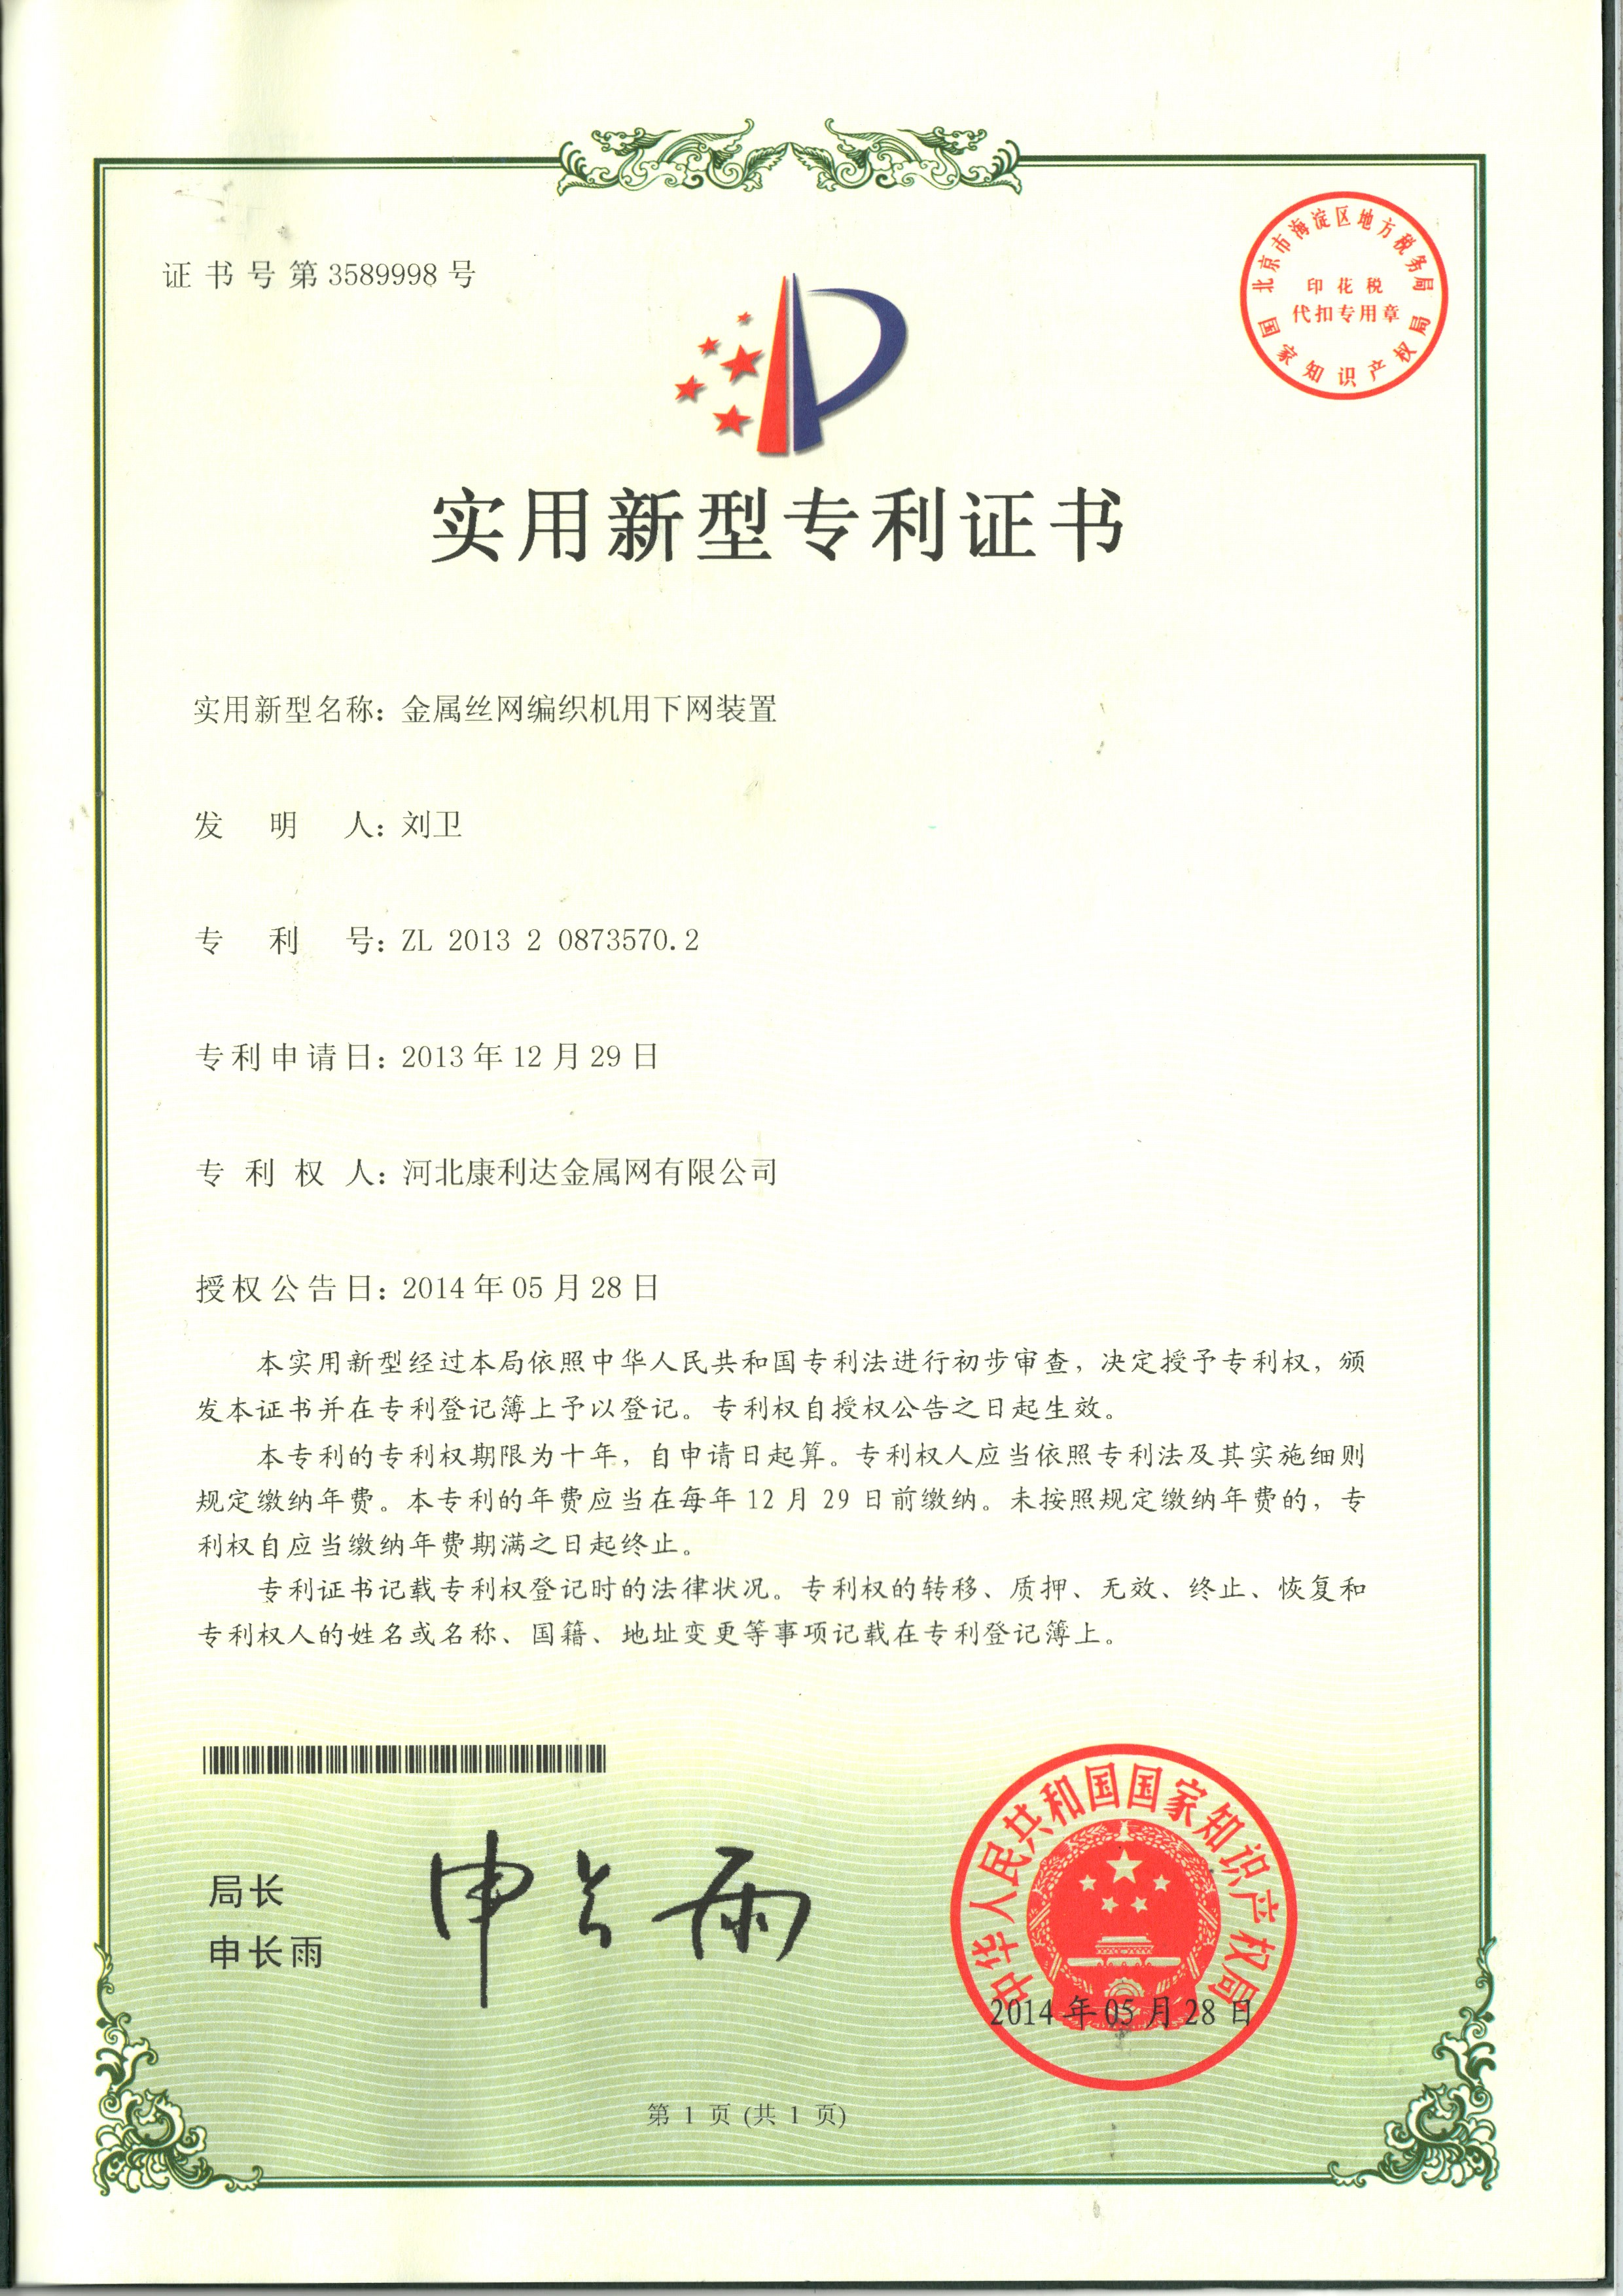 证书号第3589998号
北京市海淀区地方税务局
印花税
代扣专用章
国家知识产权局
实用新型专利证书
实用新型名称：金属丝网编织机用下网装置
发明人：刘卫
专利号：ZL 2013 2 0873570.2
专利申请日：2013年12月29日
专利权人：河北康利达金属网有限公司
授权公告日：2014年05月28日
本实用新型经过本局依照中华人民共和国专利法进行初步审查，决定授予专利权，颁
发本证书并在专利登记簿上予以登记。专利权自授权公告之日起生效。
本专利的专利权期限为十年，自申请日起算。专利权人应当依照专利法及其实施细则
规定缴纳年费。本专利的年费应当在每年12月29日前缴纳。未按照规定缴纳年费的，专
利权自应当缴纳年费期满之日起终止。
专利证书记载专利权登记时的法律状况。专利权的转移、质押、无效、终止、恢复和
专利权人的姓名或名称、国籍、地址变更等事项记载在专利登记簿上。
局长
申长雨
申长雨
中华人民共和国国家知识产权局
2014年05月28日
第1页(共1页)